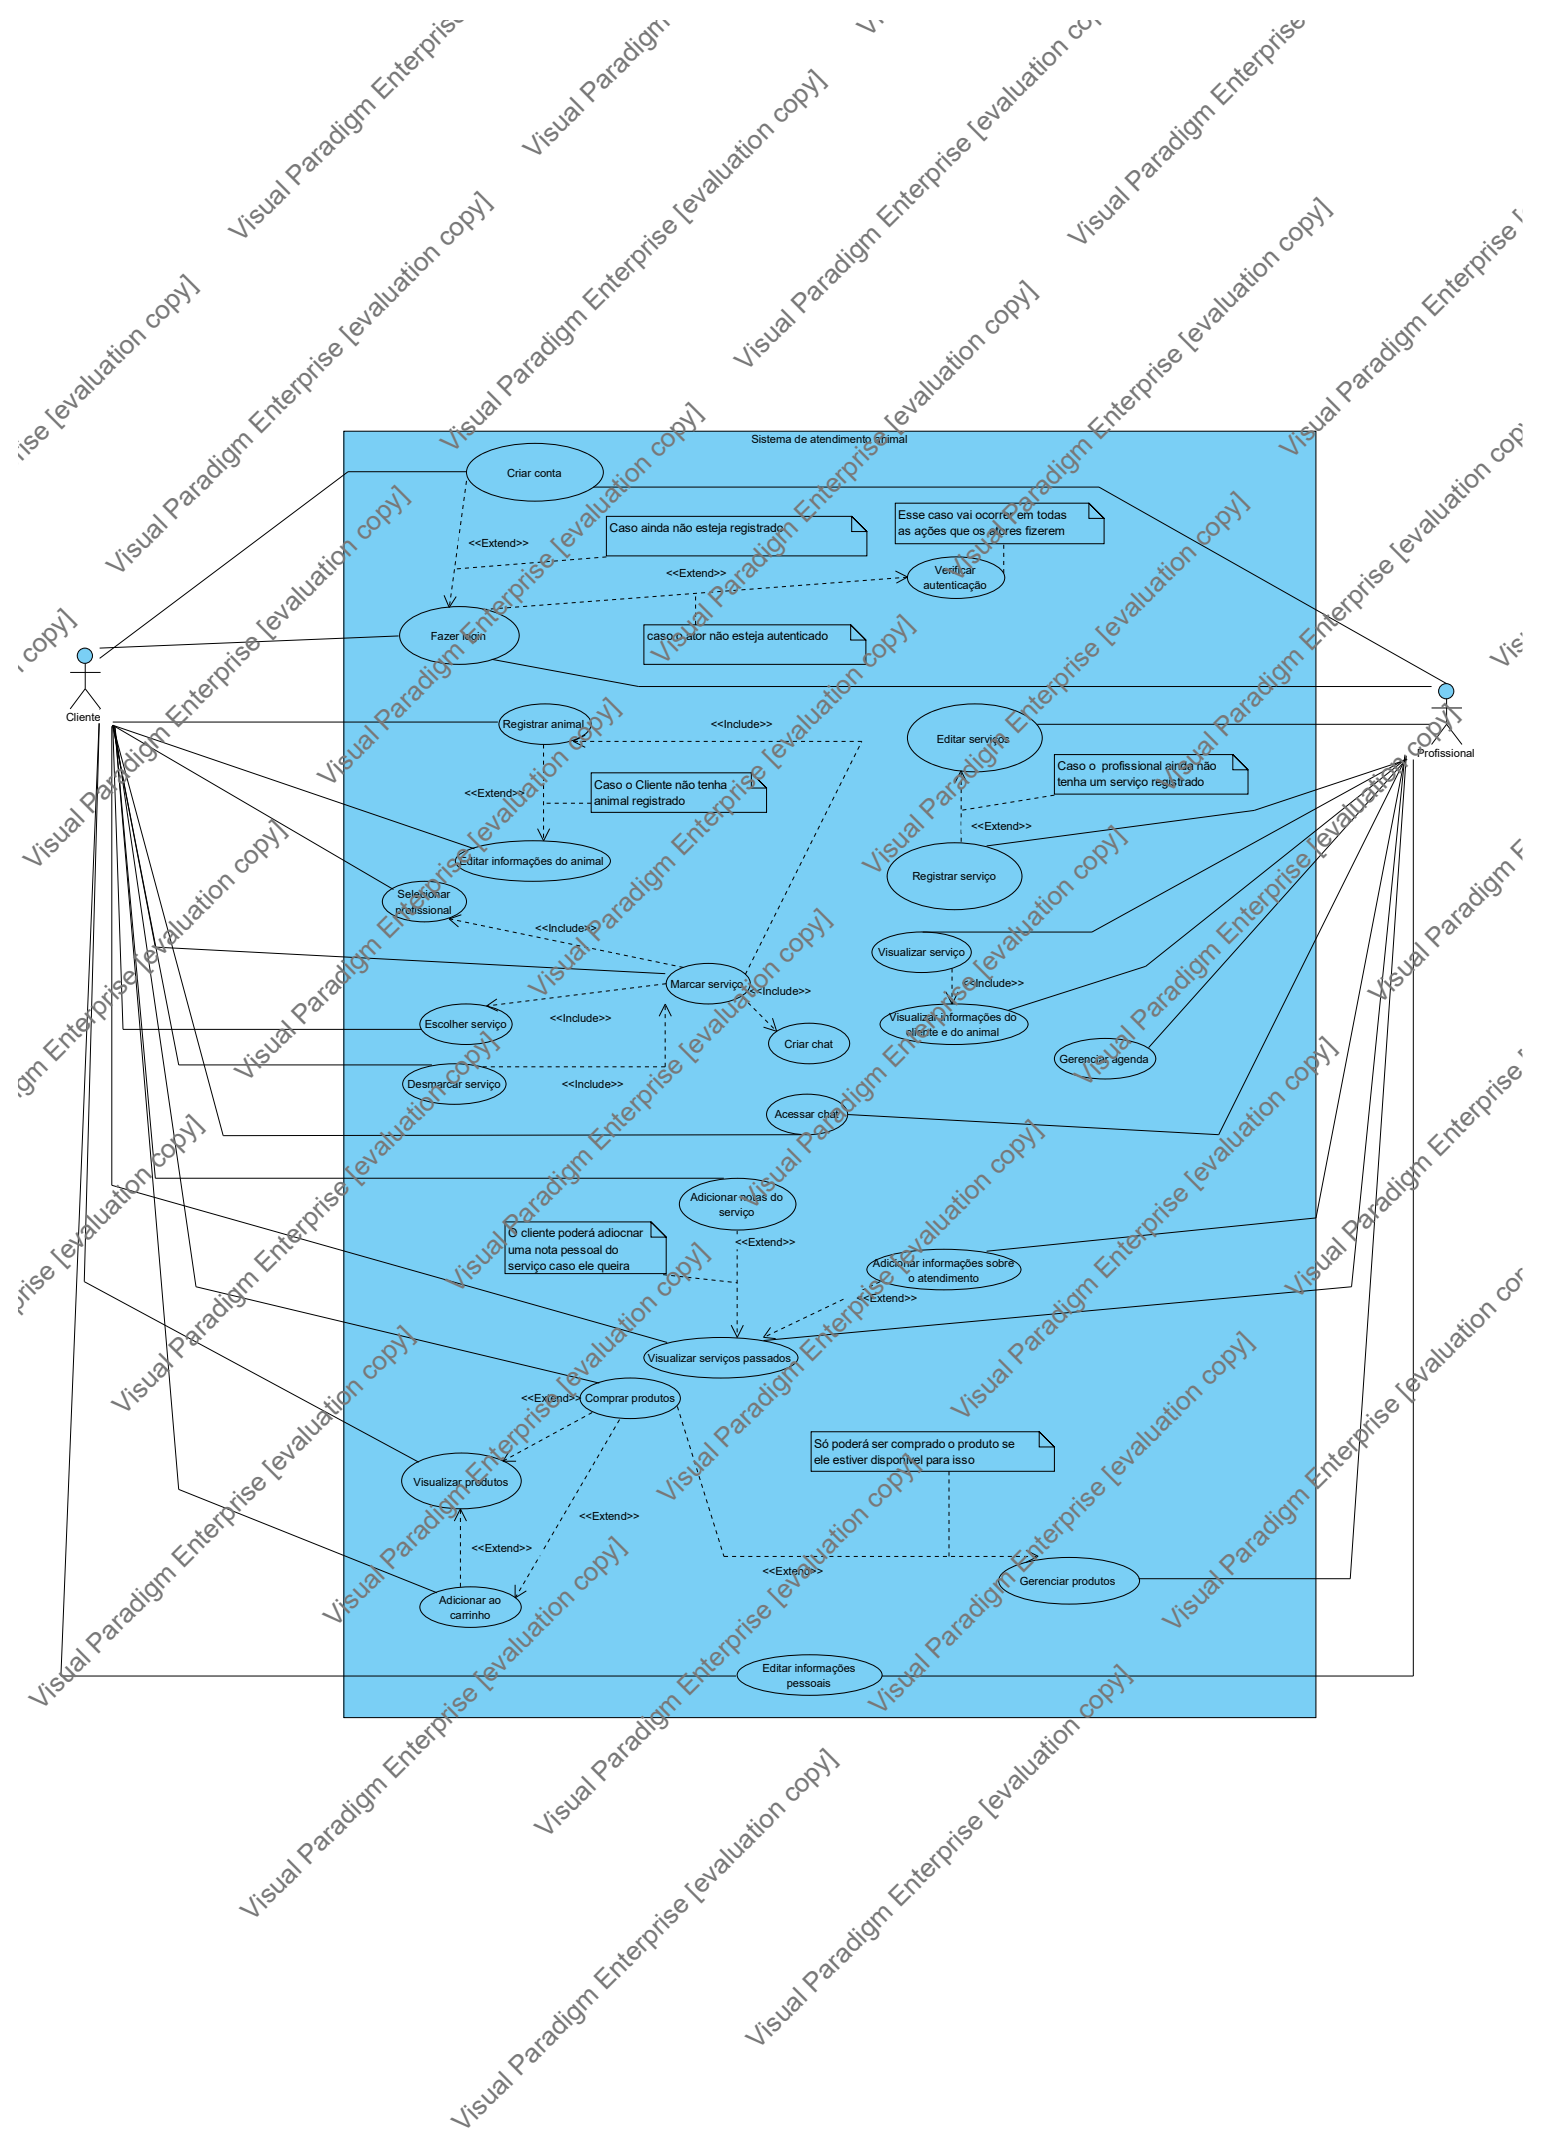 Sistema de atendimento animal
Criar conta
<<Extend>>
Caso ainda não esteja registrado
Esse caso vai ocorrer em todas
as ações que os atores fizerem
<<Extend>>
Verificar
autenticação
Fazer login
caso o ator não esteja autenticado
Cliente
Profissional
Registrar animal
<<Include>>
Editar serviços
Caso o  profissional ainda não
tenha um serviço registrado
<<Extend>>
Caso o Cliente não tenha
animal registrado
<<Extend>>
Editar informações do animal
Registrar serviço
Selecionar
profissional
<<Include>>
Visualizar serviço
Marcar serviço
<<Include>>
<<Include>>
Escolher serviço
<<Include>>
Visualizar informações do
cliente e do animal
Criar chat
Gerenciar agenda
Desmarcar serviço
<<Include>>
Acessar chat
Adicionar notas do
serviço
O cliente poderá adiocnar
uma nota pessoal do
serviço caso ele queira
<<Extend>>
Adicionar informações sobre
o atendimento
<<Extend>>
Visualizar serviços passados
<<Extend>>
Comprar produtos
Só poderá ser comprado o produto se
ele estiver disponível para isso
Visualizar produtos
<<Extend>>
<<Extend>>
<<Extend>>
Gerenciar produtos
Adicionar ao
carrinho
Editar informações
pessoais
Visual Paradigm Enterprise [evaluation copy]